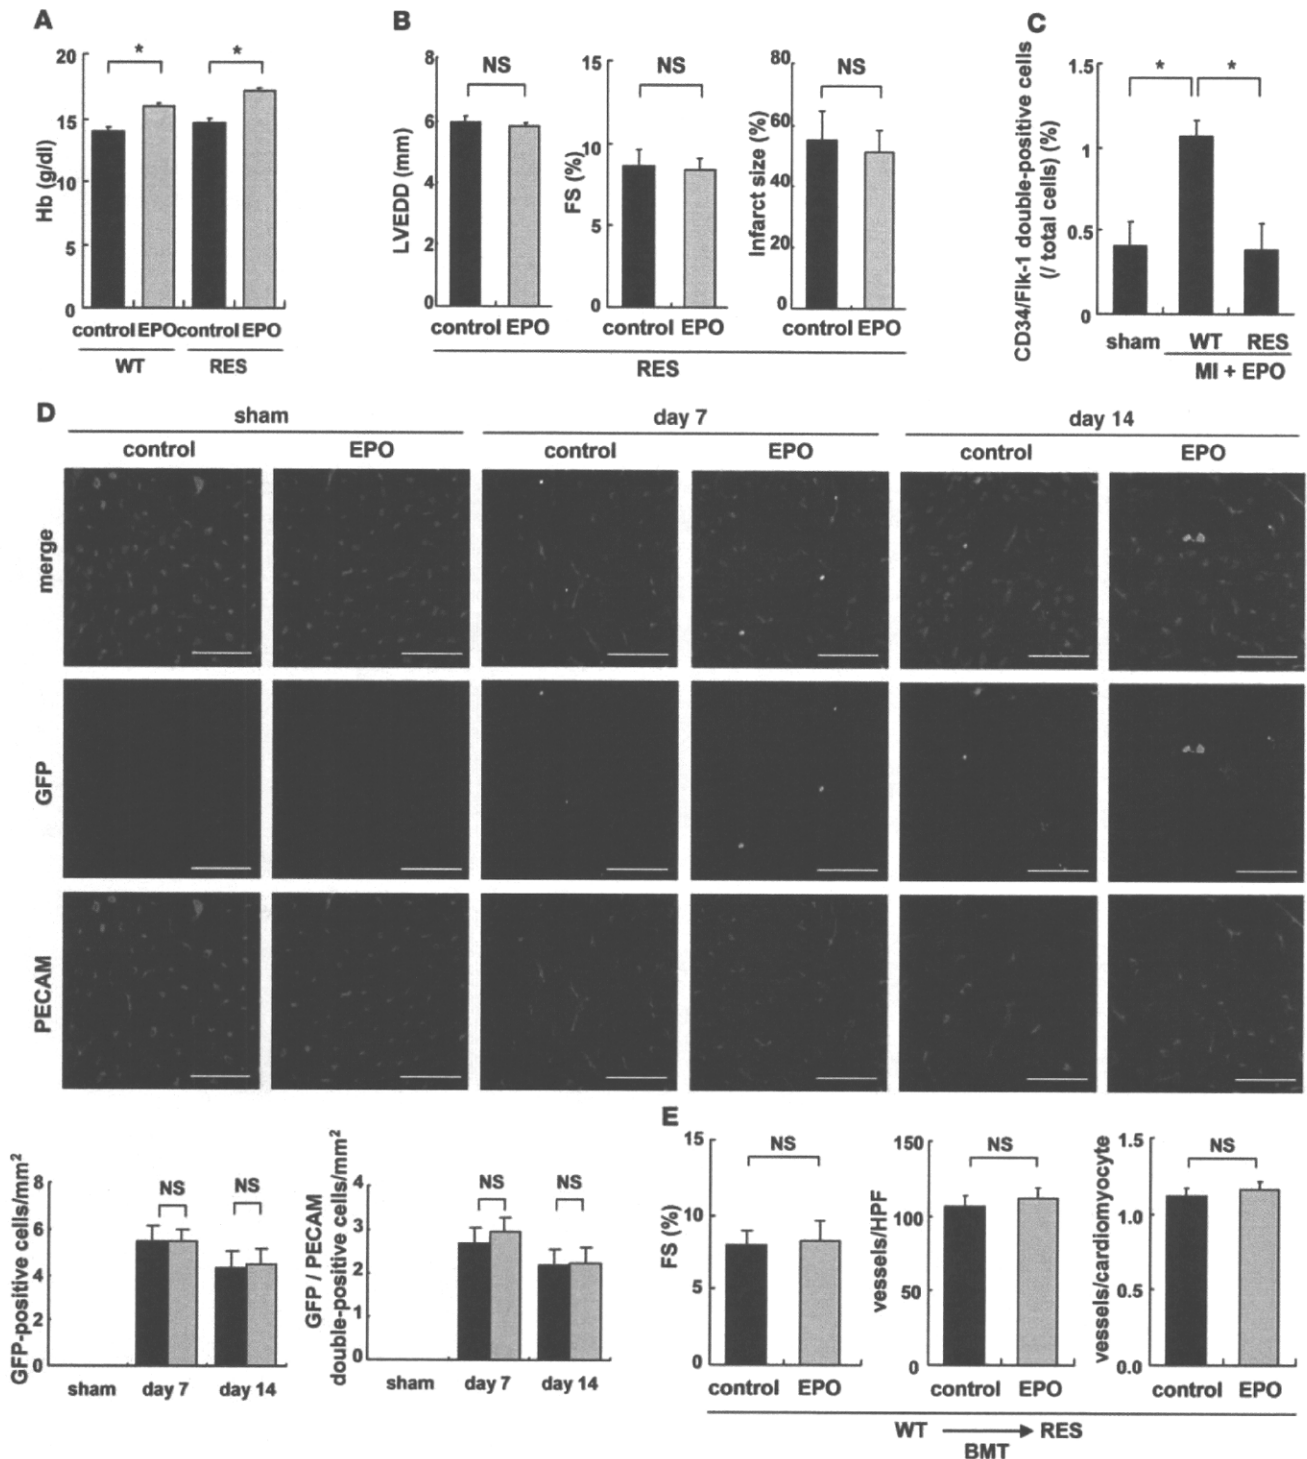 A
20
15
10
5
0
Hb (g/dl)
*
*
control EPO control EPO
WT
RES
B
8
6
4
2
0
LVEDD (mm)
NS
control EPO
15
10
5
0
FS (%)
NS
control EPO
80
60
40
20
0
Infarct size (%)
NS
control EPO
RES
C
1.5
1
0.5
0
CD34/Flk-1 double-positive cells
(/ total cells) (%)
*
*
sham
WT
RES
MI + EPO
D
sham
day 7
day 14
control
EPO
control
EPO
control
EPO
merge
GFP
PECAM
GFP-positive cells/mm²
8
6
4
2
0
NS
NS
sham
day 7
day 14
GFP / PECAM
double-positive cells/mm²
4
3
2
1
0
NS
NS
sham
day 7
day 14
E
15
10
5
0
FS (%)
NS
control
EPO
150
100
50
0
vessels/HPF
NS
control
EPO
1.5
1.0
0.5
0.0
vessels/cardiomyocyte
NS
control
EPO
WT → RES
BMT